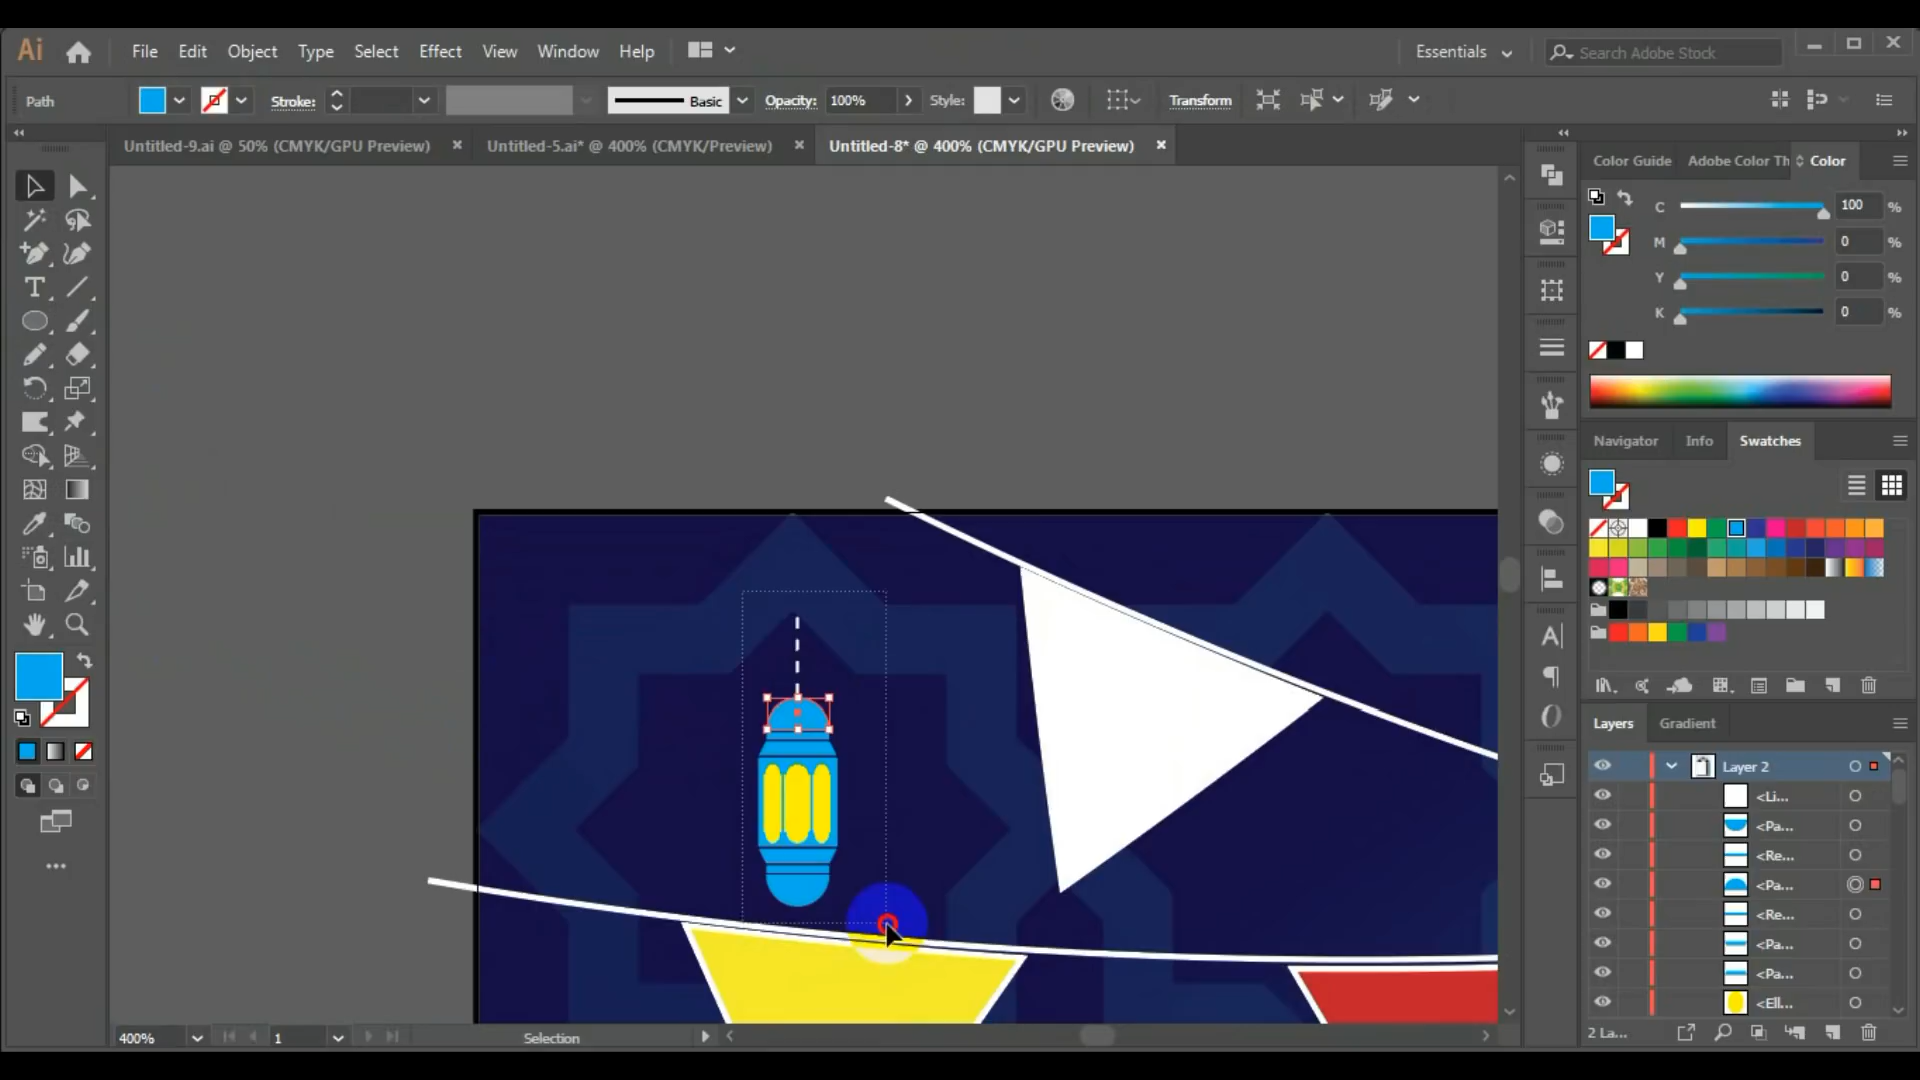 Ai File Edit Object Type Select Effect View Window Help Essentials Search Adobe Stock
Path Stroke: Basic Opacity: 100% Style: Transform
Untitled-9.ai @ 50% (CMYK/GPU Preview) Untitled-5.ai* @ 400% (CMYK/Preview) Untitled-8* @ 400% (CMYK/GPU Preview)
Color Guide Adobe Color Th Color
C 100 %
M 0 %
Y 0 %
K 0 %
Navigator Info Swatches
Layers Gradient
Layer 2
<Li...
<Pa...
<Re...
<Pa...
<Re...
<Pa...
<Pa...
<Ell...
2 La...
400% 1 Selection